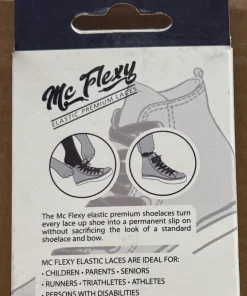 Mc Flexy
ELASTIC PREMIUM LACES
The Mc Flexy elastic premium shoelaces turn
every lace up shoe into a permanent slip on
without sacrificing the look of a standard
shoelace and bow.
MC FLEXY ELASTIC LACES ARE IDEAL FOR:
• CHILDREN • PARENTS • SENIORS
• RUNNERS • TRIATHLETES • ATHLETES
• PERSONS WITH DISABILITIES